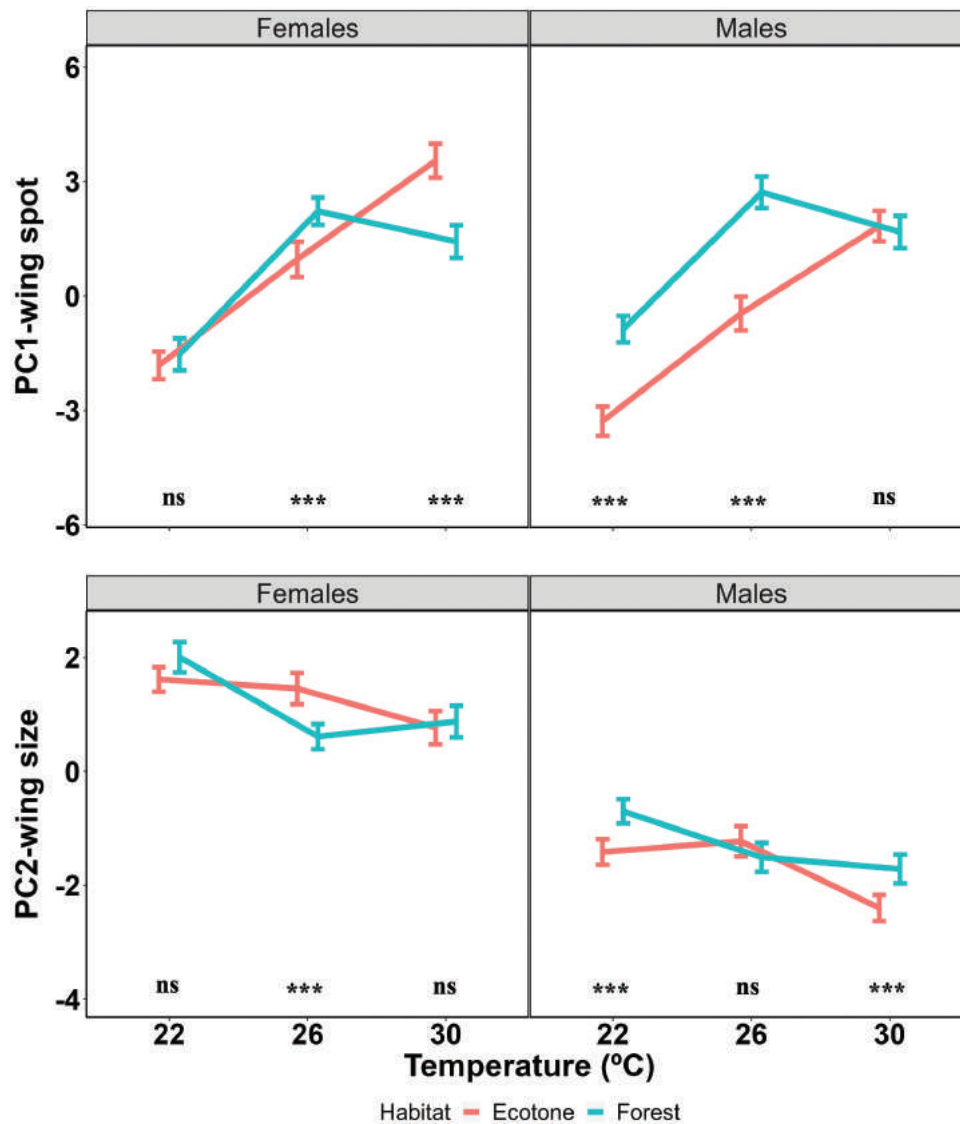 Females Males
6
3
0
-3
-6
PC1-wing spot
ns *** *** *** *** ns
Females Males
2
0
-2
-4
PC2-wing size
ns *** ns *** ns ***
22 26 30 22 26 30
Temperature (ºC)
Habitat Ecotone Forest